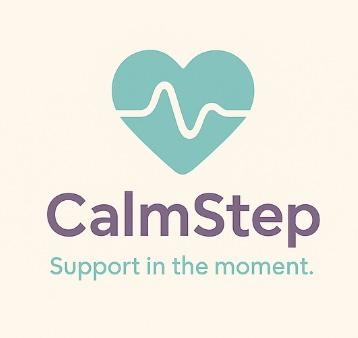 CalmStep
Support in the moment.